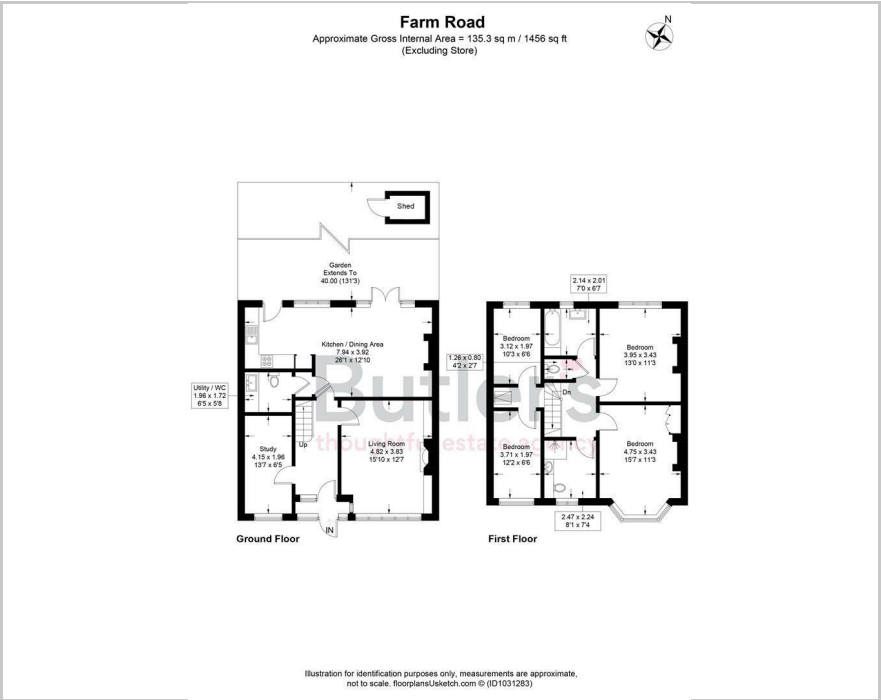 Farm Road
Approximate Gross Internal Area = 135.3 sq m / 1456 sq ft
(Excluding Store)
N
Shed
Garden
Extends To
40.00 (131'3)
Kitchen / Dining Area
7.94 x 3.92
26'1 x 12'10
Utility / WC
1.96 x 1.72
6'5 x 5'8
Study
4.15 x 1.96
13'7 x 6'5
Up
Living Room
4.82 x 3.83
15'10 x 12'7
IN
Ground Floor
2.14 x 2.01
7'0 x 6'7
Bedroom
3.12 x 1.97
10'3 x 6'6
1.26 x 0.80
4'2 x 2'7
Bedroom
3.95 x 3.43
13'0 x 11'3
Dn
Bedroom
3.71 x 1.97
12'2 x 6'6
Bedroom
4.75 x 3.43
15'7 x 11'3
2.47 x 2.24
8'1 x 7'4
First Floor
Butlers
thoughtful estate agency
Illustration for identification purposes only, measurements are approximate,
not to scale. floorplansUsketch.com © (ID1031283)